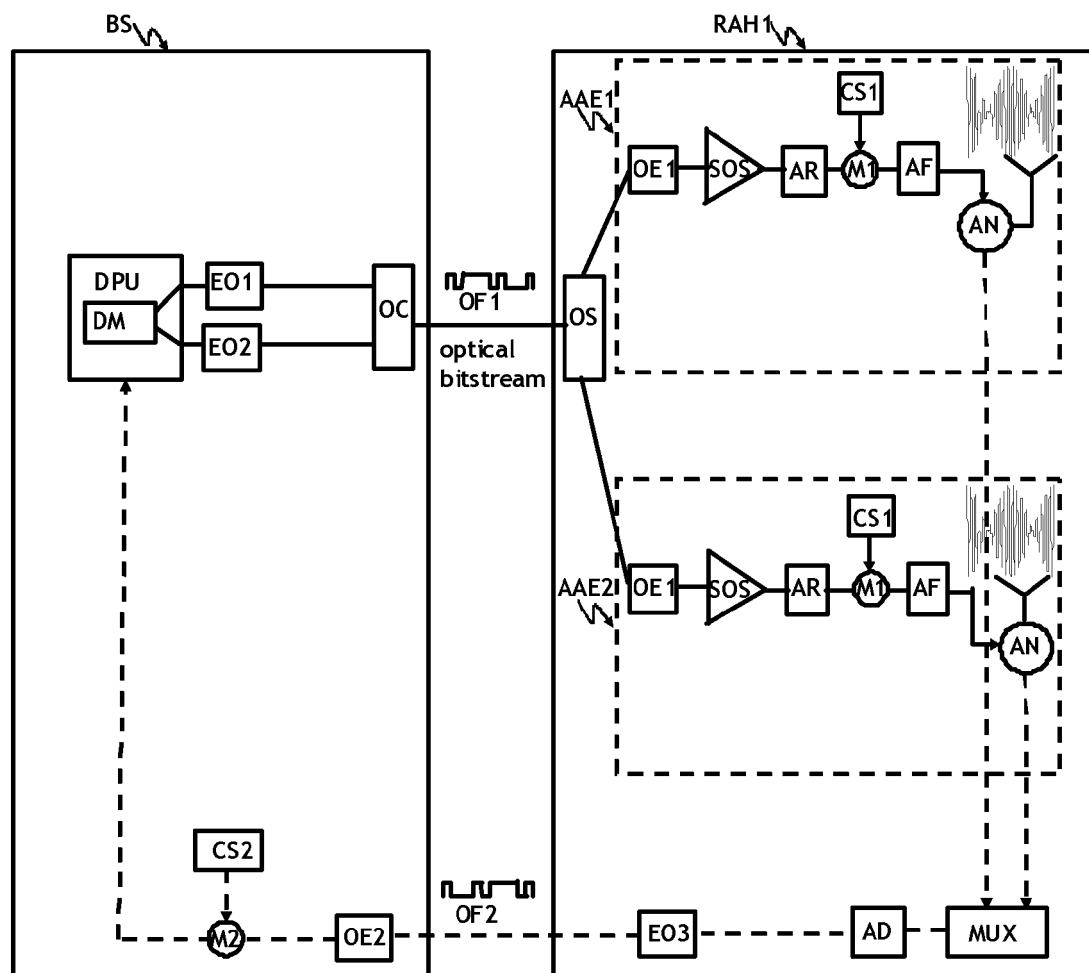 BS
RAH1
AAE1
CS1
OE1
SOS
AR
M1
AF
AN
DPU
DM
EO1
EO2
OC
OF1
optical
bitstream
OS
AAE2
CS1
OE1
SOS
AR
M1
AF
AN
CS2
M2
OE2
OF2
EO3
AD
MUX